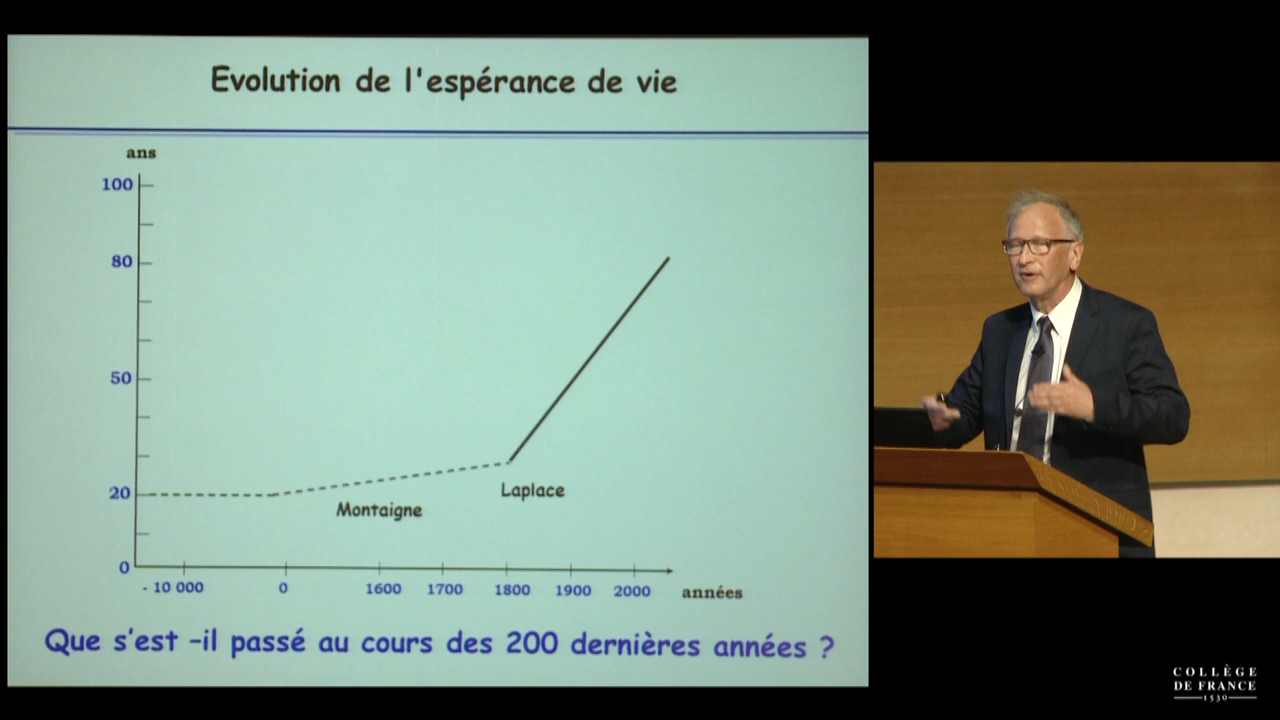 Evolution de l'espérance de vie
ans
100
80
50
20
0
Montaigne
Laplace
- 10 000 0 1600 1700 1800 1900 2000 années
Que s'est –il passé au cours des 200 dernières années ?
COLLÈGE
DE FRANCE
1530